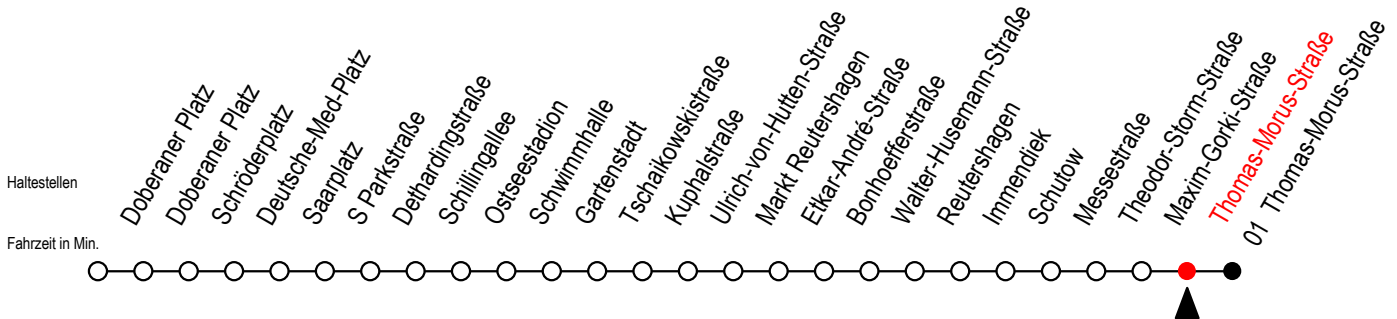 Haltestellen
Fahrzeit in Min.
Doberaner Platz
Doberaner Platz
Schröderplatz
Deutsche-Med-Platz
Saarplatz
S Parkstraße
Dethardingstraße
Schillingallee
Ostseestadion
Schwimmhalle
Gartenstadt
Tschaikowskistraße
Kuphalstraße
Ulrich-von-Hutten-Straße
Markt Reutershagen
Etkar-André-Straße
Bonhoefferstraße
Walter-Husemann-Straße
Reutershagen
Immendiek
Schutow
Messestraße
Theodor-Storm-Straße
Maxim-Gorki-Straße
Thomas-Morus-Straße
01 Thomas-Morus-Straße